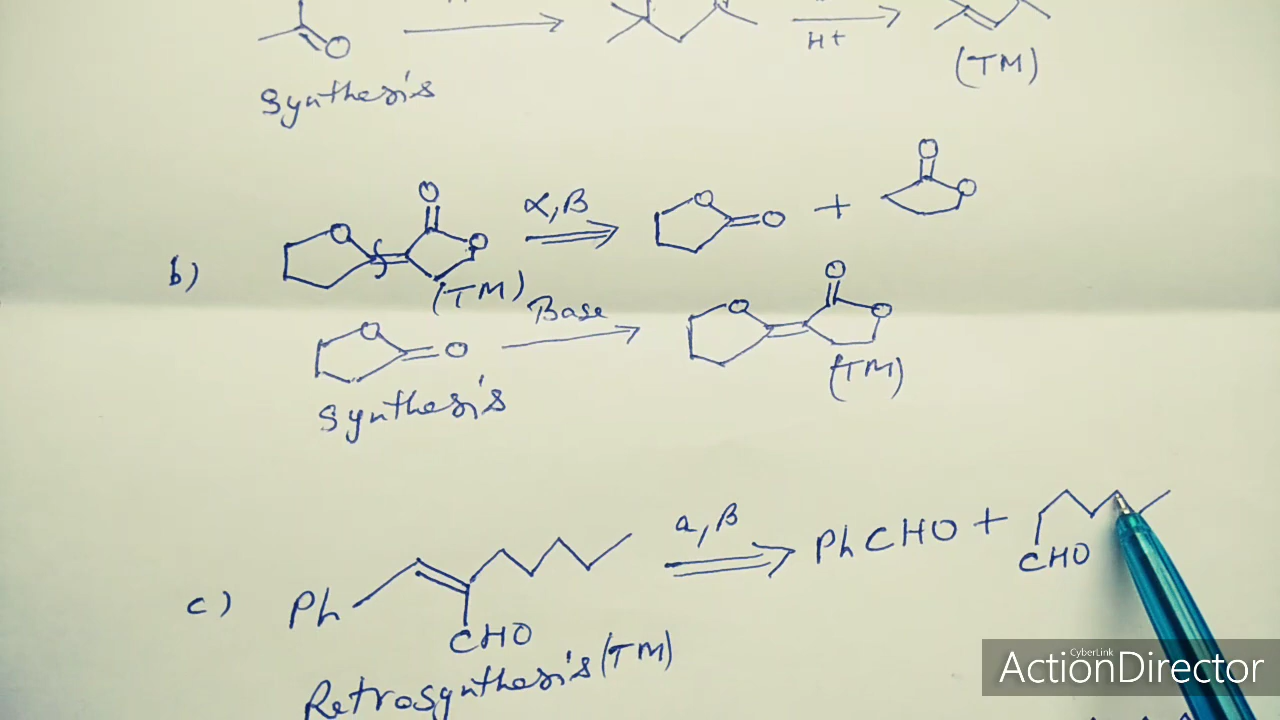 O
H+
(TM)
Synthesis
b)
O
O
O
(TM)
α,β
O
O
+
O
O
O
O
Synthesis
Base
O
O
O
(TM)
c)
Ph
CHO
a,β
PhCHO +
CHO
Retrosynthesis (TM)
CyberLink
ActionDirector